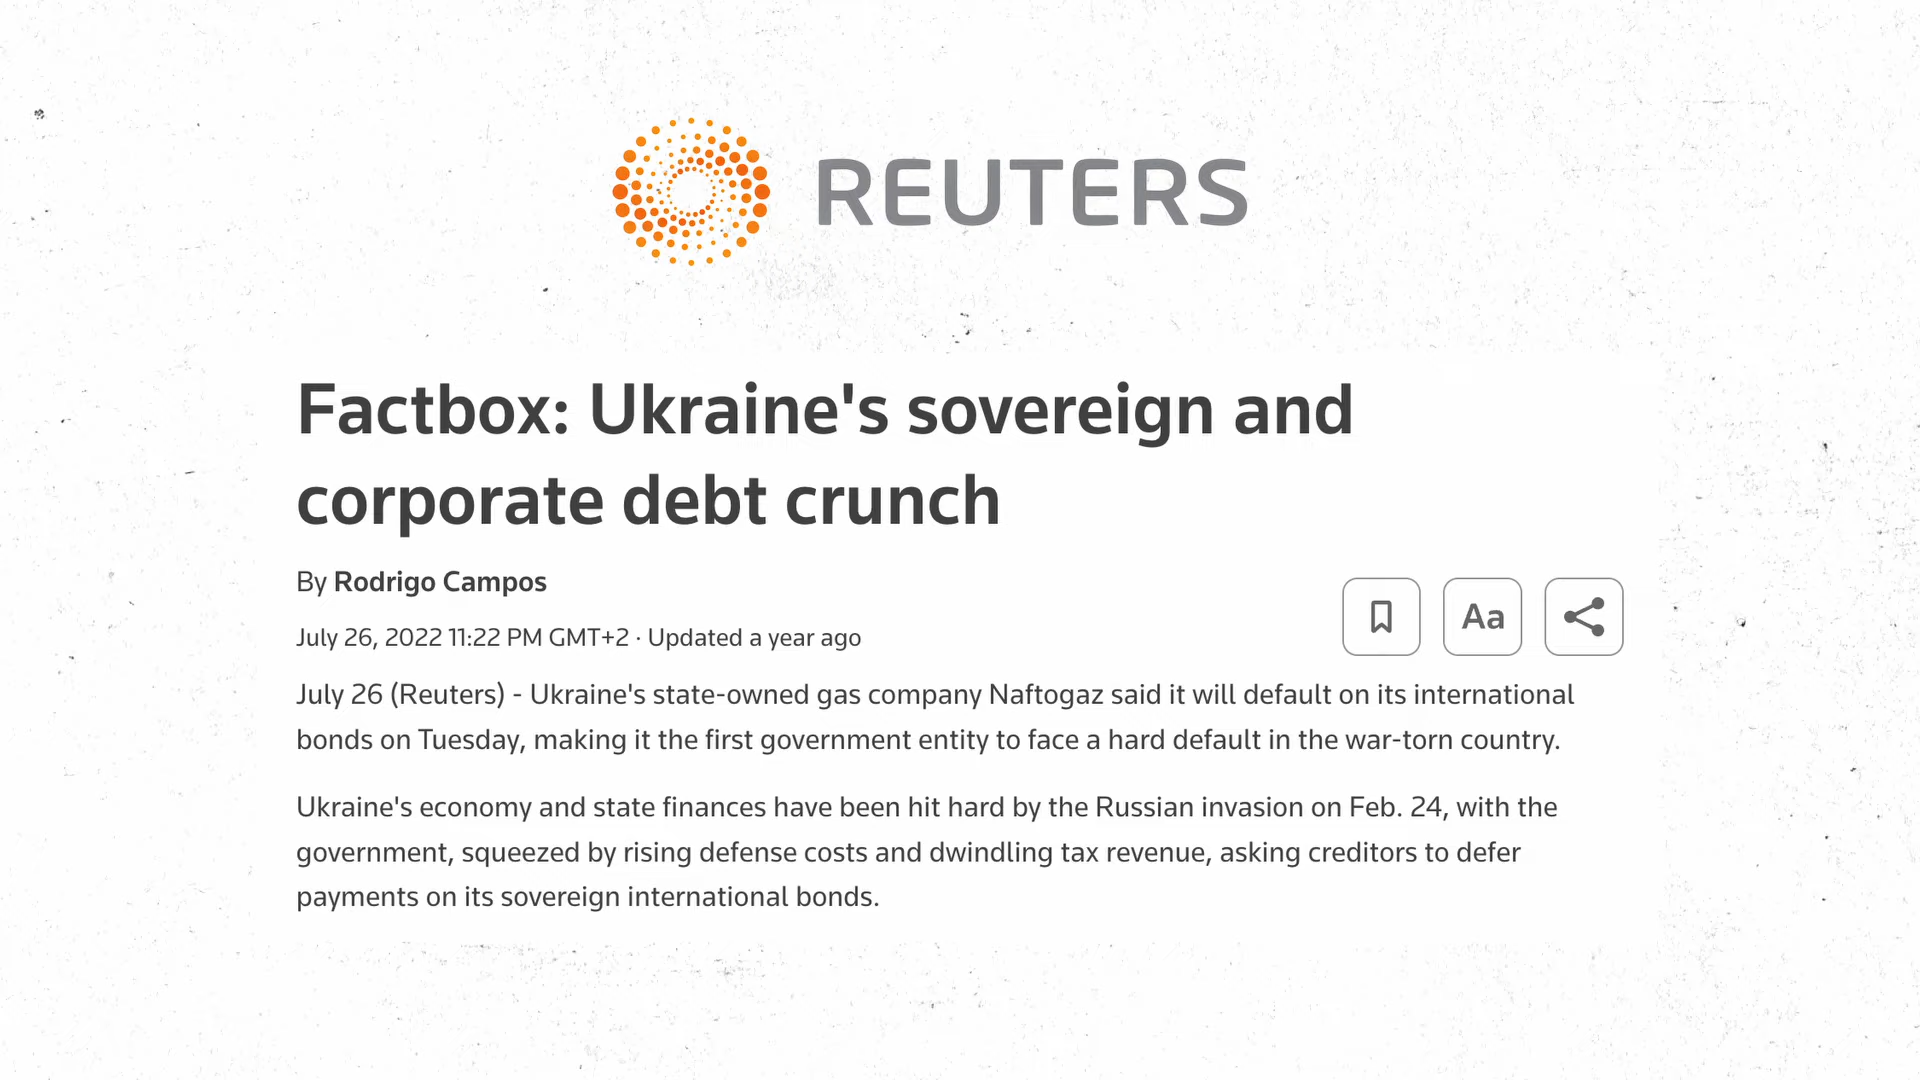 REUTERS
Factbox: Ukraine's sovereign and
corporate debt crunch
By Rodrigo Campos
July 26, 2022 11:22 PM GMT+2 · Updated a year ago
Aa
July 26 (Reuters) - Ukraine's state-owned gas company Naftogaz said it will default on its international
bonds on Tuesday, making it the first government entity to face a hard default in the war-torn country.
Ukraine's economy and state finances have been hit hard by the Russian invasion on Feb. 24, with the
government, squeezed by rising defense costs and dwindling tax revenue, asking creditors to defer
payments on its sovereign international bonds.